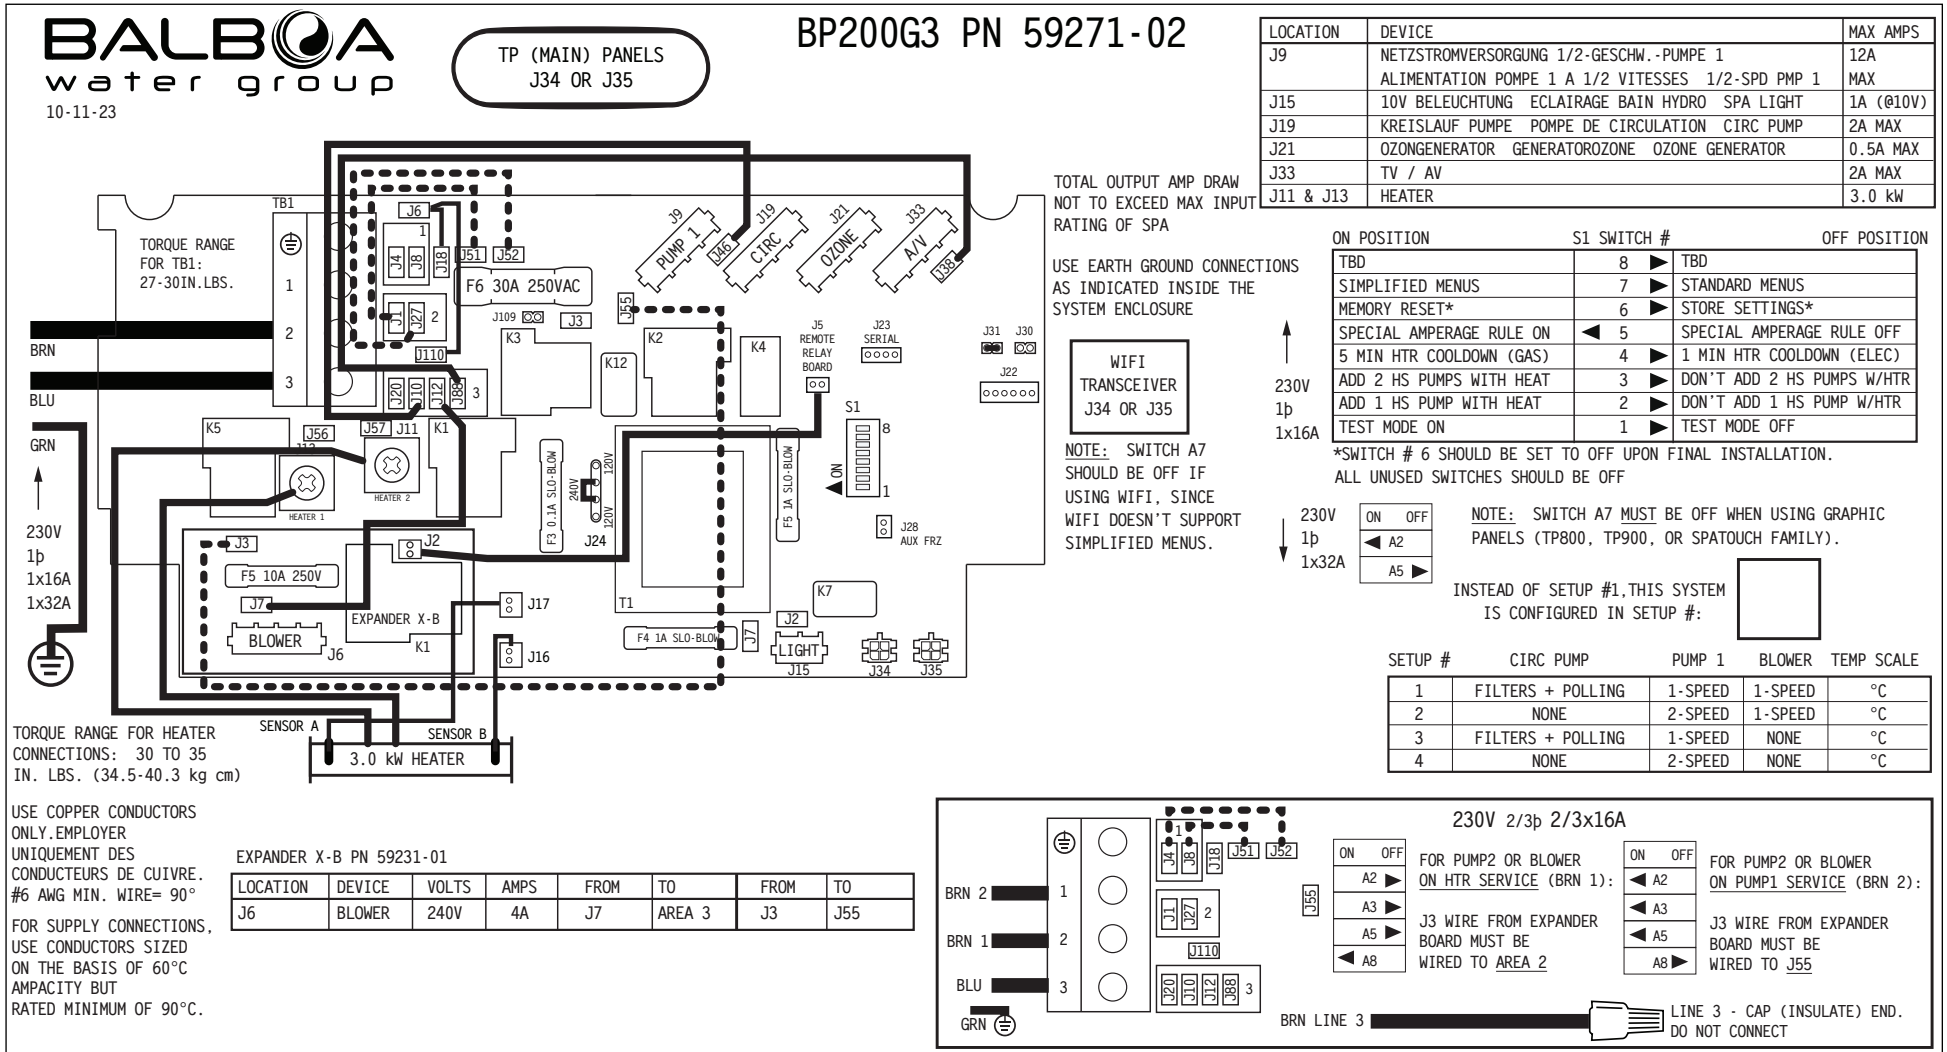 BALBOA
water group
10-11-23
TP (MAIN) PANELS
J34 OR J35
BP200G3 PN 59271-02
LOCATION DEVICE MAX AMPS
J9 NETZSTROMVERSORGUNG 1/2-GESCHW.-PUMPE 1 12A
ALIMENTATION POMPE 1 A 1/2 VITESSES 1/2-SPD PMP 1 MAX
J15 10V BELEUCHTUNG ECLAIRAGE BAIN HYDRO SPA LIGHT 1A (@10V)
J19 KREISLAUF PUMPE POMPE DE CIRCULATION CIRC PUMP 2A MAX
J21 OZONGENERATOR GENERATOROZONE OZONE GENERATOR 0.5A MAX
J33 TV / AV 2A MAX
J11 & J13 HEATER 3.0 kW
TOTAL OUTPUT AMP DRAW
NOT TO EXCEED MAX INPUT
RATING OF SPA
USE EARTH GROUND CONNECTIONS
AS INDICATED INSIDE THE
SYSTEM ENCLOSURE
WIFI
TRANSCEIVER
J34 OR J35
NOTE: SWITCH A7
SHOULD BE OFF IF
USING WIFI, SINCE
WIFI DOESN'T SUPPORT
SIMPLIFIED MENUS.
ON POSITION S1 SWITCH # OFF POSITION
TBD 8 ▶ TBD
SIMPLIFIED MENUS 7 ▶ STANDARD MENUS
MEMORY RESET* 6 ▶ STORE SETTINGS*
SPECIAL AMPERAGE RULE ON ◀ 5 SPECIAL AMPERAGE RULE OFF
5 MIN HTR COOLDOWN (GAS) 4 ▶ 1 MIN HTR COOLDOWN (ELEC)
ADD 2 HS PUMPS WITH HEAT 3 ▶ DON'T ADD 2 HS PUMPS W/HTR
ADD 1 HS PUMP WITH HEAT 2 ▶ DON'T ADD 1 HS PUMP W/HTR
TEST MODE ON 1 ▶ TEST MODE OFF
*SWITCH # 6 SHOULD BE SET TO OFF UPON FINAL INSTALLATION.
ALL UNUSED SWITCHES SHOULD BE OFF
230V
1þ
1x16A
230V
1þ
1x32A
ON OFF
◀ A2
A5 ▶
NOTE: SWITCH A7 MUST BE OFF WHEN USING GRAPHIC
PANELS (TP800, TP900, OR SPATOUCH FAMILY).
INSTEAD OF SETUP #1,THIS SYSTEM
IS CONFIGURED IN SETUP #:
SETUP # CIRC PUMP PUMP 1 BLOWER TEMP SCALE
1 FILTERS + POLLING 1-SPEED 1-SPEED °C
2 NONE 2-SPEED 1-SPEED °C
3 FILTERS + POLLING 1-SPEED NONE °C
4 NONE 2-SPEED NONE °C
TB1
TORQUE RANGE
FOR TB1:
27-30IN.LBS.
1
2
3
BRN
BLU
GRN
230V
1þ
1x16A
1x32A
J6
1
J4
J8
J18
J51
J52
F6 30A 250VAC
J1
J27
2
J109
J3
J110
J20
J10
J12
J88
3
K3
K12
K2
K4
J55
J9
PUMP 1
J46
J19
CIRC
J21
OZONE
J33
A/V
J38
J5
REMOTE
RELAY
BOARD
J23
SERIAL
J31
J30
J22
S1
8
ON
1
J28
AUX FRZ
K5
J56
J57
J11
K1
HEATER 1
HEATER 2
F3 0.1A SLO-BLOW
120V
240V
120V
J24
F5 1A SLO-BLOW
T1
K7
F4 1A SLO-BLOW
J7
J2
LIGHT
J15
J34
J35
J3
J2
F5 10A 250V
J7
EXPANDER X-B
BLOWER
J6
K1
J17
J16
SENSOR A
SENSOR B
3.0 kW HEATER
TORQUE RANGE FOR HEATER
CONNECTIONS: 30 TO 35
IN. LBS. (34.5-40.3 kg cm)
USE COPPER CONDUCTORS
ONLY.EMPLOYER
UNIQUEMENT DES
CONDUCTEURS DE CUIVRE.
#6 AWG MIN. WIRE= 90°
FOR SUPPLY CONNECTIONS,
USE CONDUCTORS SIZED
ON THE BASIS OF 60°C
AMPACITY BUT
RATED MINIMUM OF 90°C.
EXPANDER X-B PN 59231-01
LOCATION DEVICE VOLTS AMPS FROM TO FROM TO
J6 BLOWER 240V 4A J7 AREA 3 J3 J55
BRN 2
BRN 1
BLU
GRN
1
2
3
1
J4
J8
J18
J51
J52
J1
J27
2
J110
J20
J10
J12
J88
3
J55
230V 2/3þ 2/3x16A
ON OFF
A2 ▶
A3 ▶
A5 ▶
◀ A8
FOR PUMP2 OR BLOWER
ON HTR SERVICE (BRN 1):
J3 WIRE FROM EXPANDER
BOARD MUST BE
WIRED TO AREA 2
ON OFF
◀ A2
◀ A3
◀ A5
A8 ▶
FOR PUMP2 OR BLOWER
ON PUMP1 SERVICE (BRN 2):
J3 WIRE FROM EXPANDER
BOARD MUST BE
WIRED TO J55
BRN LINE 3
LINE 3 - CAP (INSULATE) END.
DO NOT CONNECT